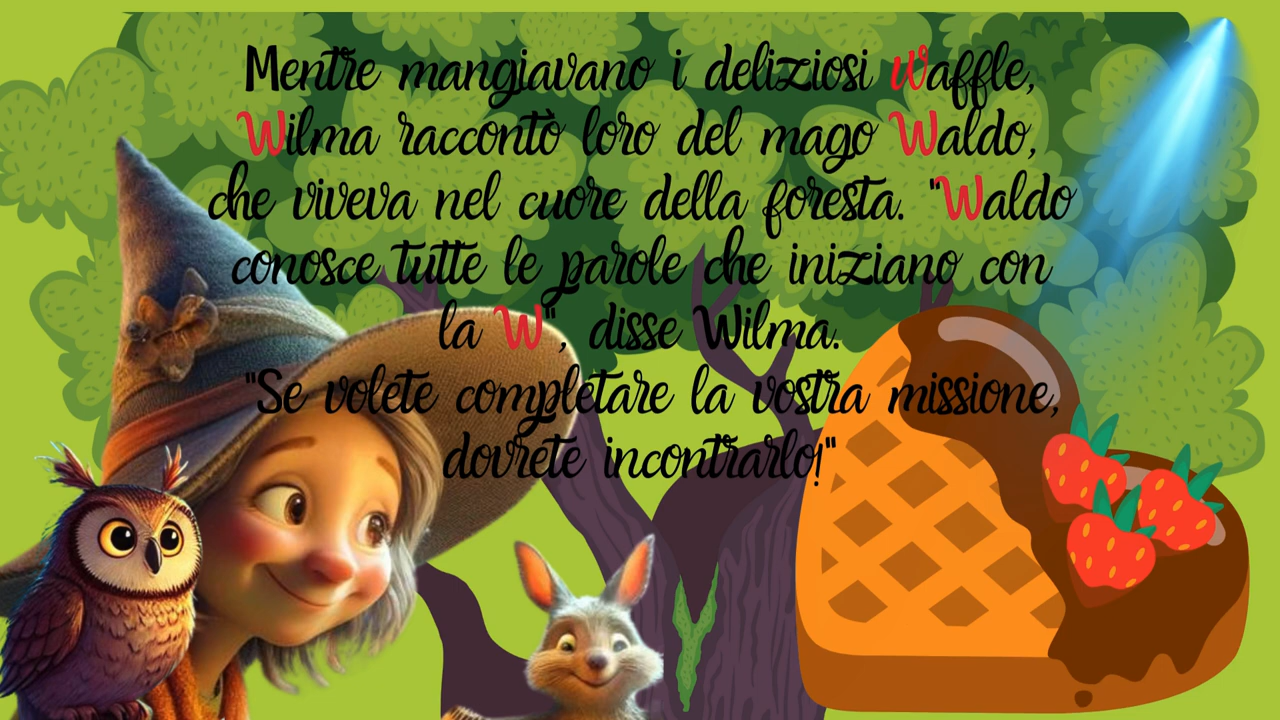 Mentre mangiavano i deliziosi Waffle,
Wilma raccontò loro del mago Waldo,
che viveva nel cuore della foresta. "Waldo
conosce tutte le parole che iniziano con
la W", disse Wilma.
"Se volete completare la vostra missione,
dovrete incontrarlo!"